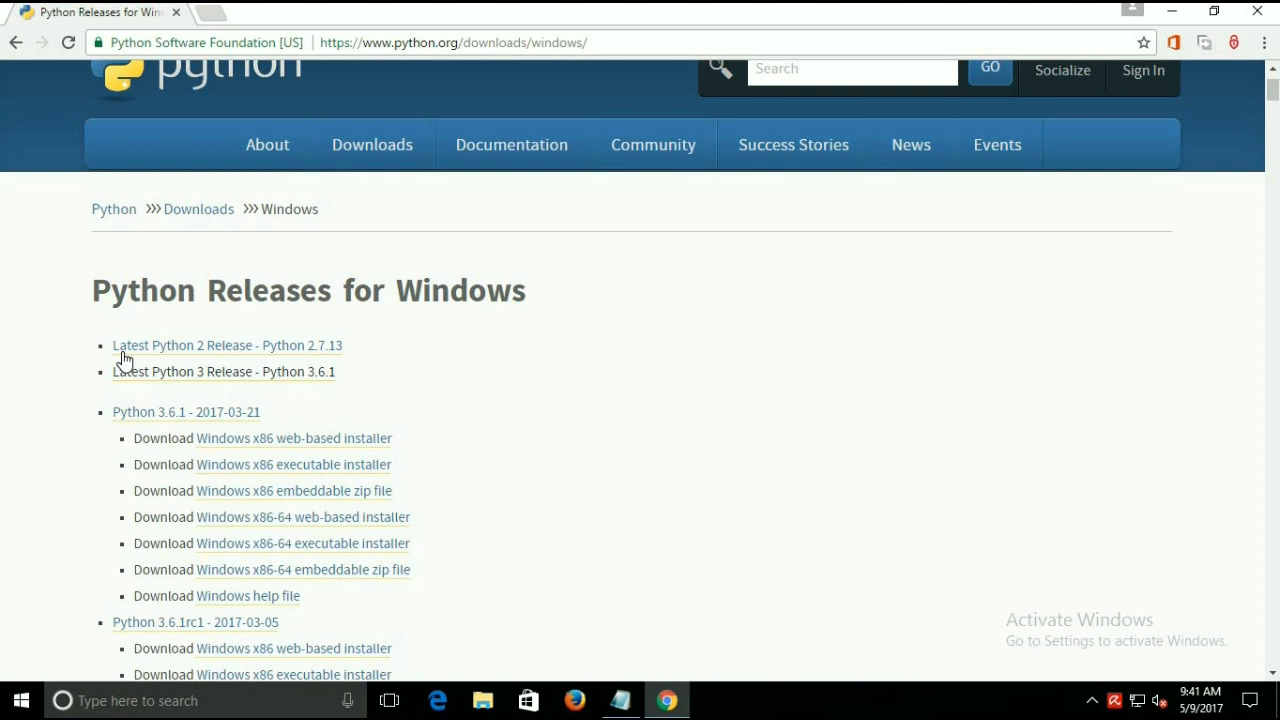 Python Releases for Win
Python Software Foundation [US] https://www.python.org/downloads/windows/
python
Search
GO
Socialize
Sign In
About Downloads Documentation Community Success Stories News Events
Python >>> Downloads >>> Windows
Python Releases for Windows
Latest Python 2 Release - Python 2.7.13
Latest Python 3 Release - Python 3.6.1
Python 3.6.1 - 2017-03-21
Download Windows x86 web-based installer
Download Windows x86 executable installer
Download Windows x86 embeddable zip file
Download Windows x86-64 web-based installer
Download Windows x86-64 executable installer
Download Windows x86-64 embeddable zip file
Download Windows help file
Python 3.6.1rc1 - 2017-03-05
Download Windows x86 web-based installer
Download Windows x86 executable installer
Activate Windows
Go to Settings to activate Windows.
Type here to search
9:41 AM
5/9/2017